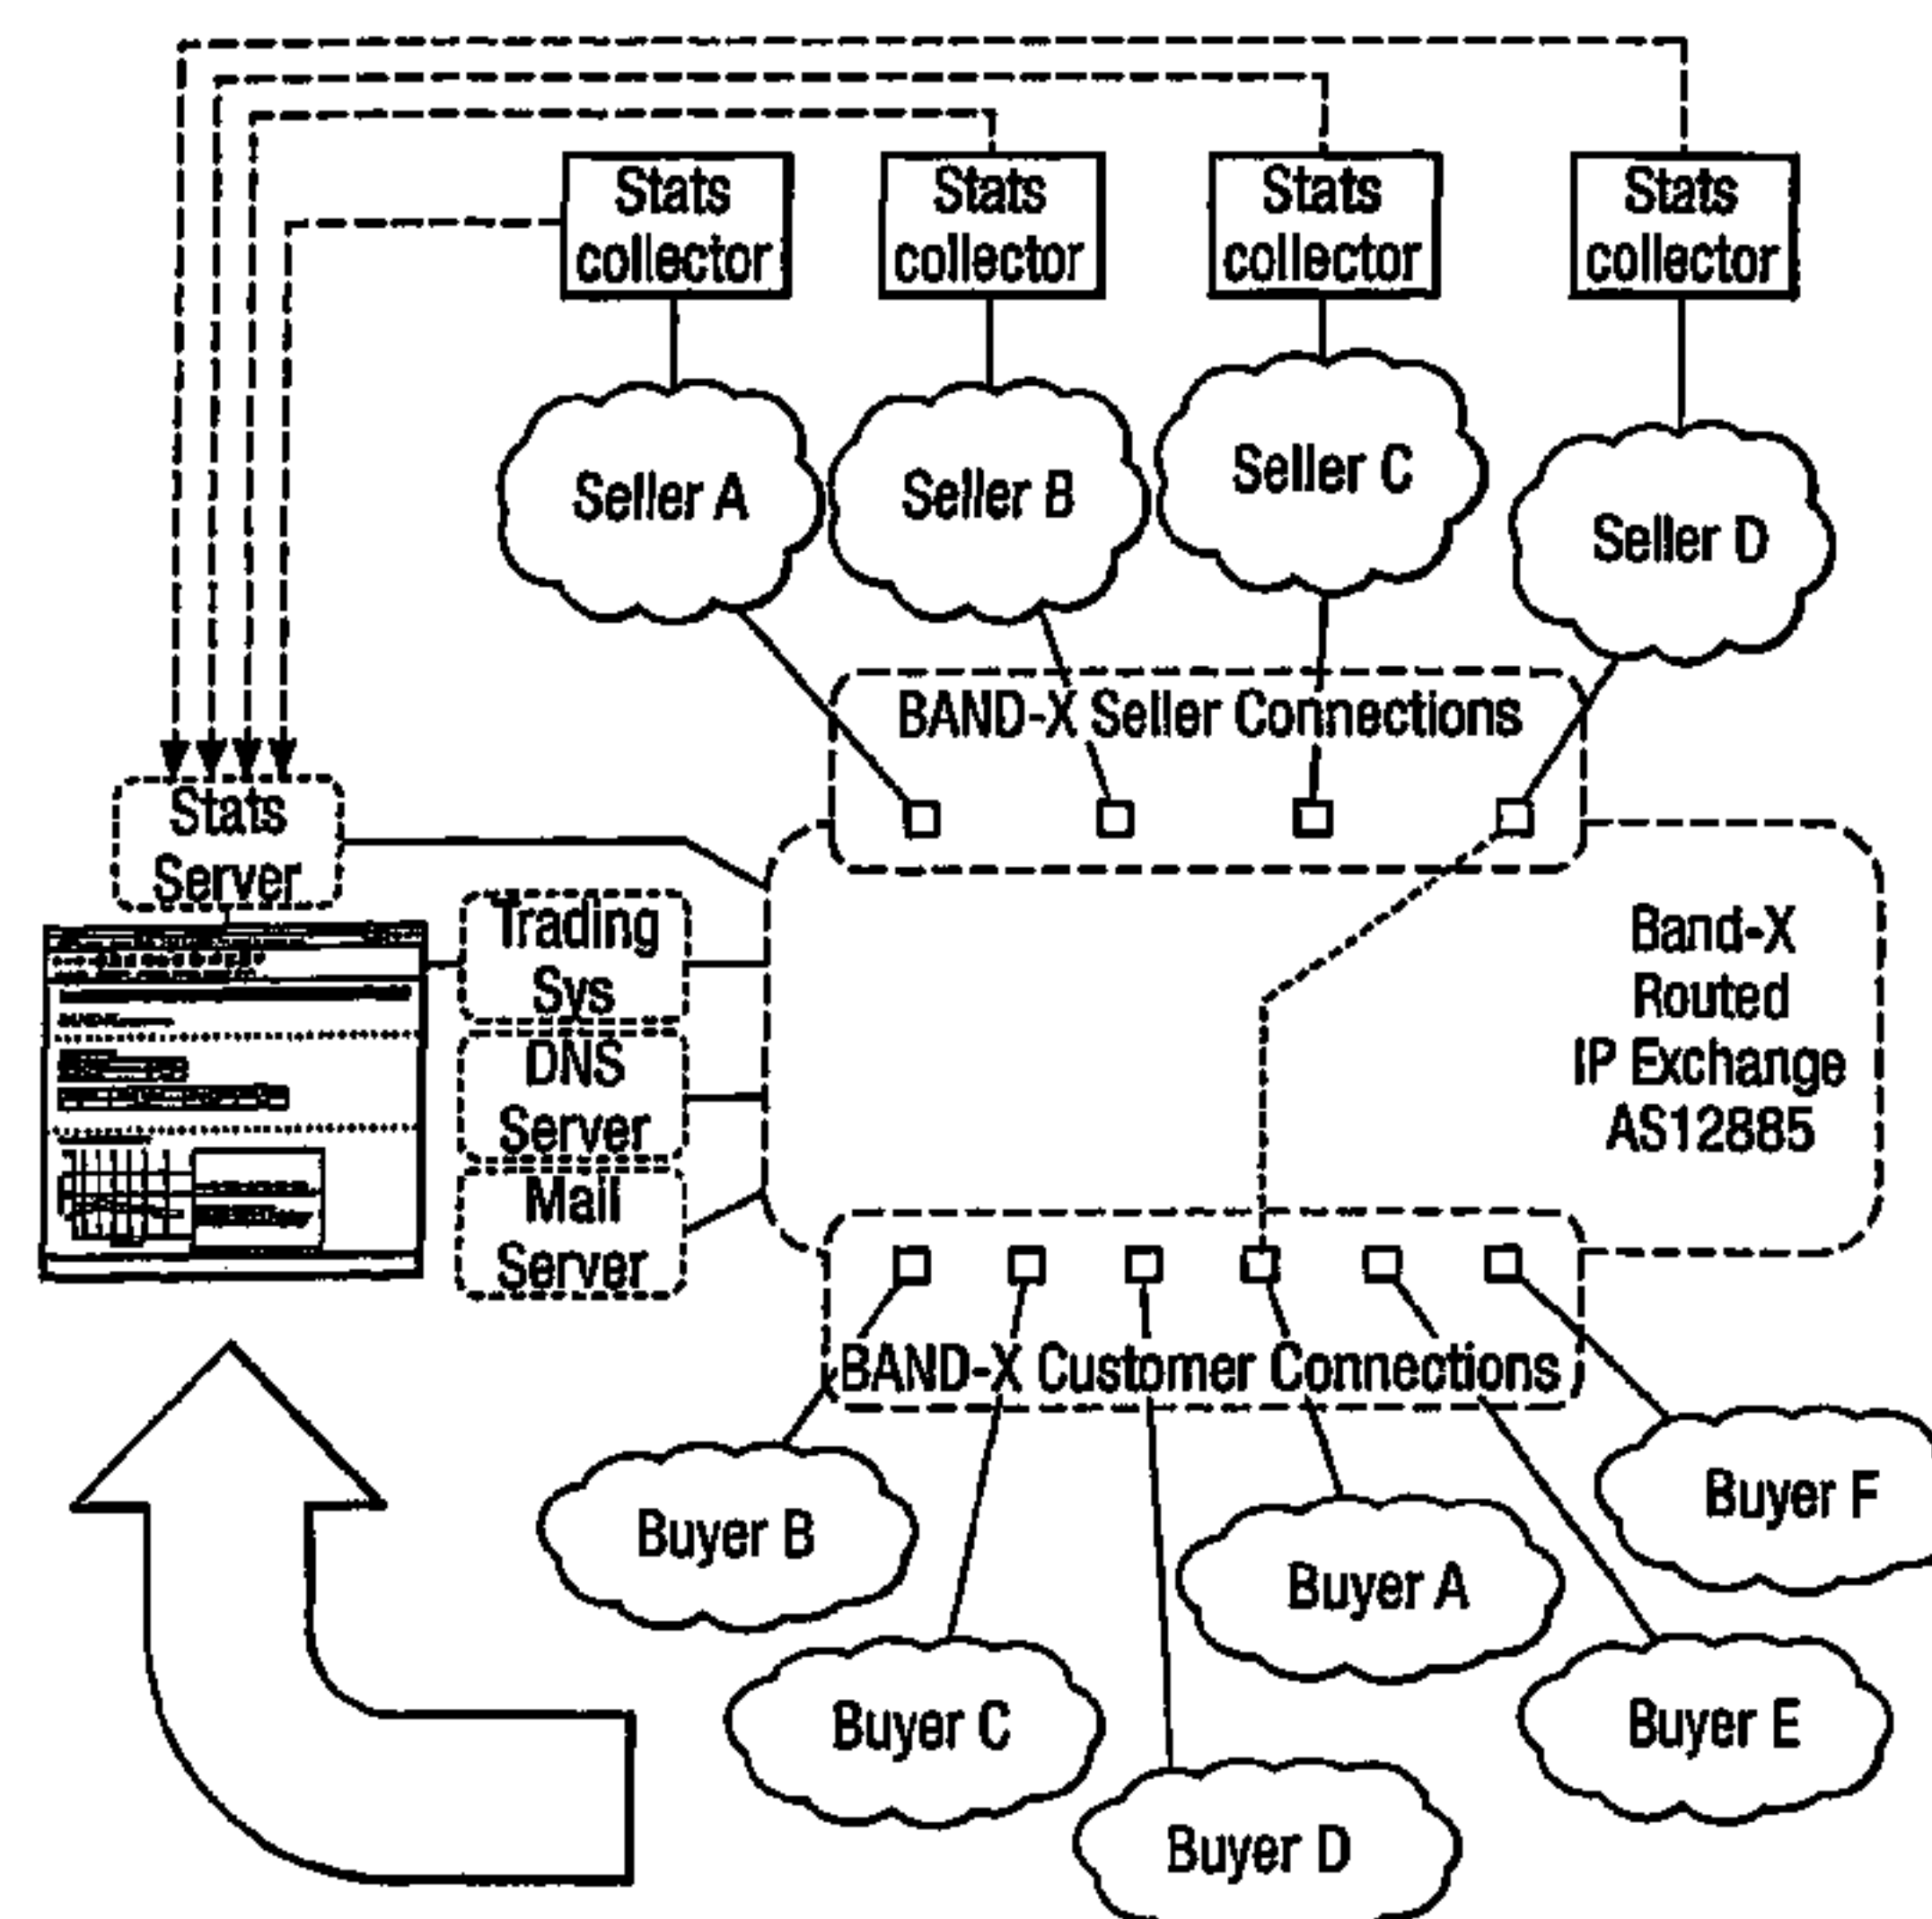 Stats
collector
Stats
collector
Stats
collector
Stats
collector
Seller A
Seller B
Seller C
Seller D
BAND-X Seller Connections
Stats
Server
Trading
Sys
DNS
Server
Mail
Server
Band-X
Routed
IP Exchange
AS12885
BAND-X Customer Connections
Buyer B
Buyer A
Buyer F
Buyer C
Buyer D
Buyer E